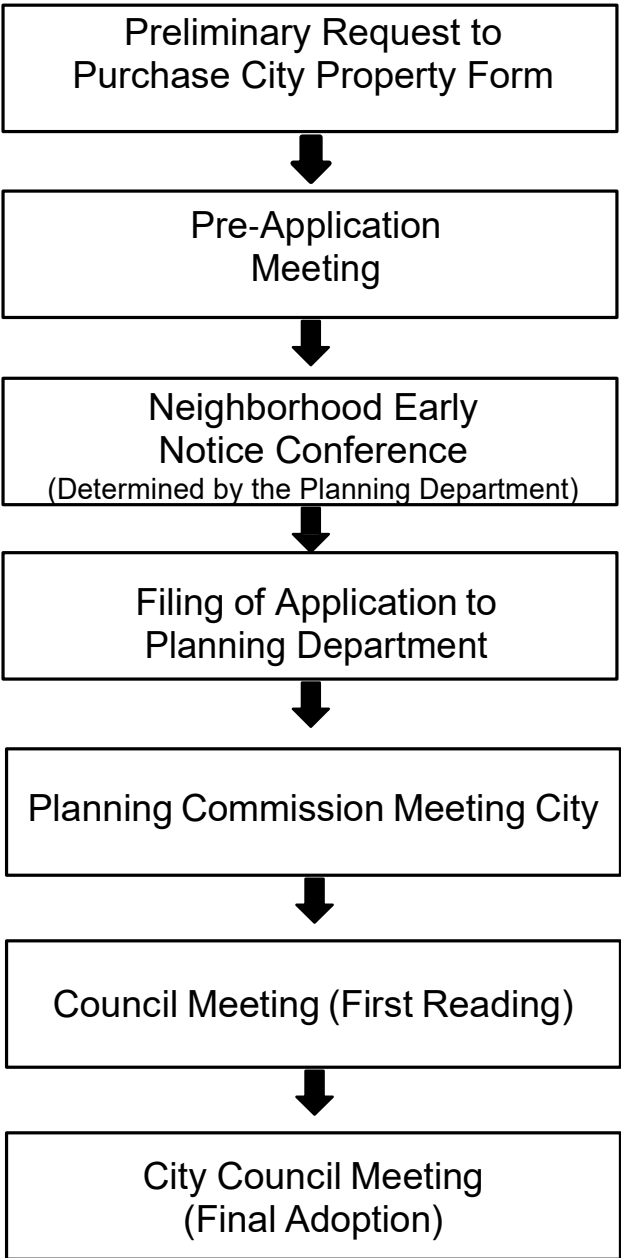 Preliminary Request to
Purchase City Property Form
Pre-Application
Meeting
Neighborhood Early
Notice Conference
(Determined by the Planning Department)
Filing of Application to
Planning Department
Planning Commission Meeting City
Council Meeting (First Reading)
City Council Meeting
(Final Adoption)